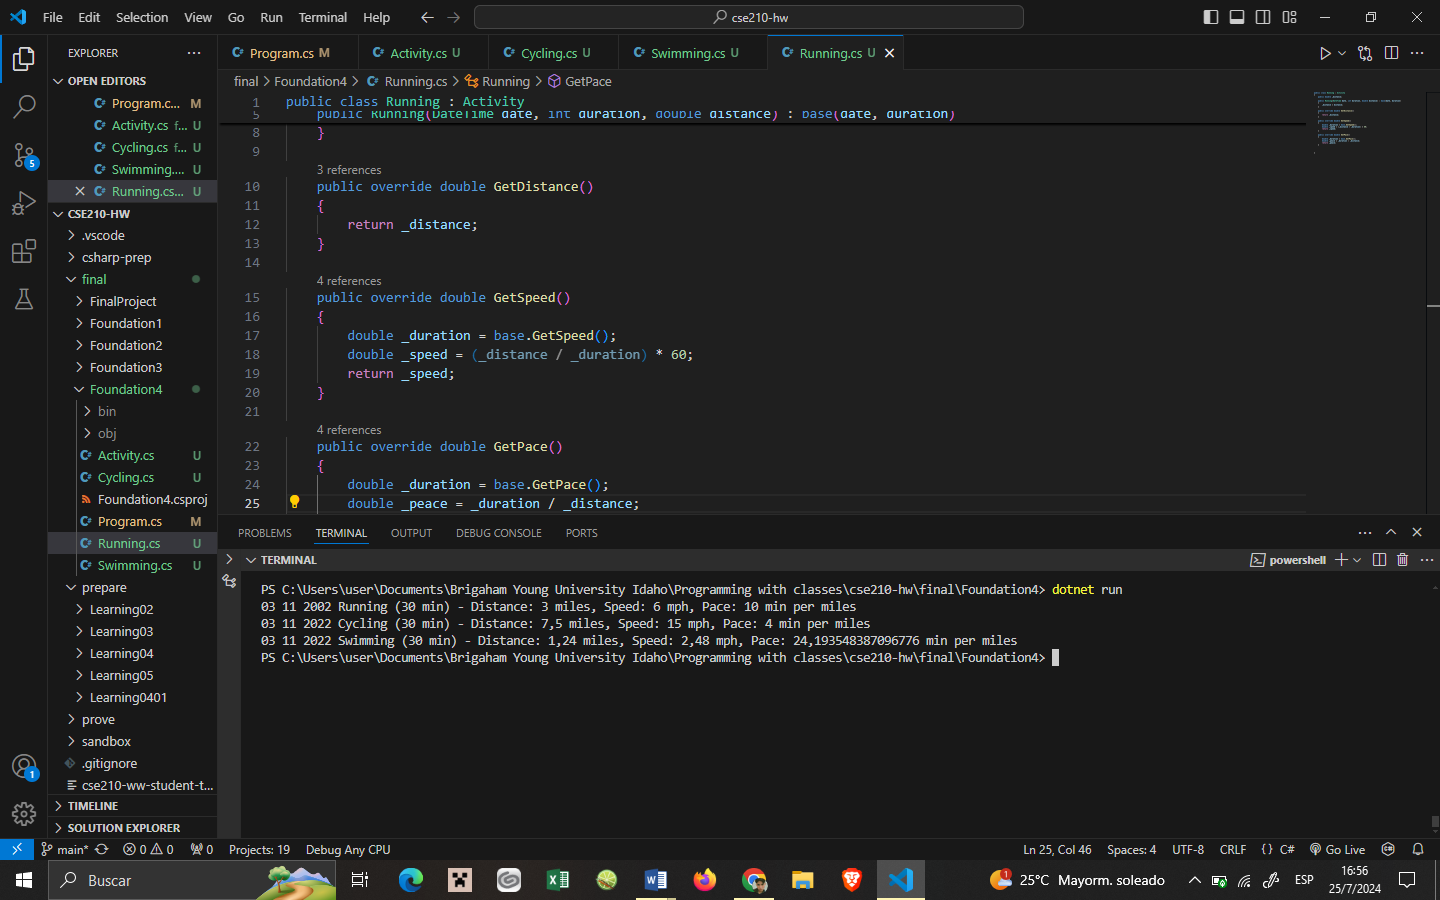 File Edit Selection View Go Run Terminal Help
cse210-hw
EXPLORER
OPEN EDITORS
Program.c... M
Activity.cs f... U
Cycling.cs f... U
Swimming.... U
Running.cs... U
CSE210-HW
.vscode
csharp-prep
final
FinalProject
Foundation1
Foundation2
Foundation3
Foundation4
bin
obj
Activity.cs U
Cycling.cs U
Foundation4.csproj
Program.cs M
Running.cs U
Swimming.cs U
prepare
Learning02
Learning03
Learning04
Learning05
Learning0401
prove
sandbox
.gitignore
cse210-ww-student-t...
TIMELINE
SOLUTION EXPLORER
5
1
Program.cs M Activity.cs U Cycling.cs U Swimming.cs U Running.cs U
final > Foundation4 > Running.cs > Running > GetPace
1 public class Running : Activity
5 public Running(DateTime date, int duration, double distance) : base(date, duration)
8 }
9
3 references
10 public override double GetDistance()
11 {
12 return _distance;
13 }
14
4 references
15 public override double GetSpeed()
16 {
17 double _duration = base.GetSpeed();
18 double _speed = (_distance / _duration) * 60;
19 return _speed;
20 }
21
4 references
22 public override double GetPace()
23 {
24 double _duration = base.GetPace();
25 double _peace = _duration / _distance;
PROBLEMS TERMINAL OUTPUT DEBUG CONSOLE PORTS
TERMINAL
powershell
PS C:\Users\user\Documents\Brigaham Young University Idaho\Programming with classes\cse210-hw\final\Foundation4> dotnet run
03 11 2002 Running (30 min) - Distance: 3 miles, Speed: 6 mph, Pace: 10 min per miles
03 11 2022 Cycling (30 min) - Distance: 7,5 miles, Speed: 15 mph, Pace: 4 min per miles
03 11 2022 Swimming (30 min) - Distance: 1,24 miles, Speed: 2,48 mph, Pace: 24,193548387096776 min per miles
PS C:\Users\user\Documents\Brigaham Young University Idaho\Programming with classes\cse210-hw\final\Foundation4>
main* 0 0 0 Projects: 19 Debug Any CPU
Ln 25, Col 46 Spaces: 4 UTF-8 CRLF {} C# Go Live
Buscar
1
25°C Mayorm. soleado
ESP
16:56
25/7/2024